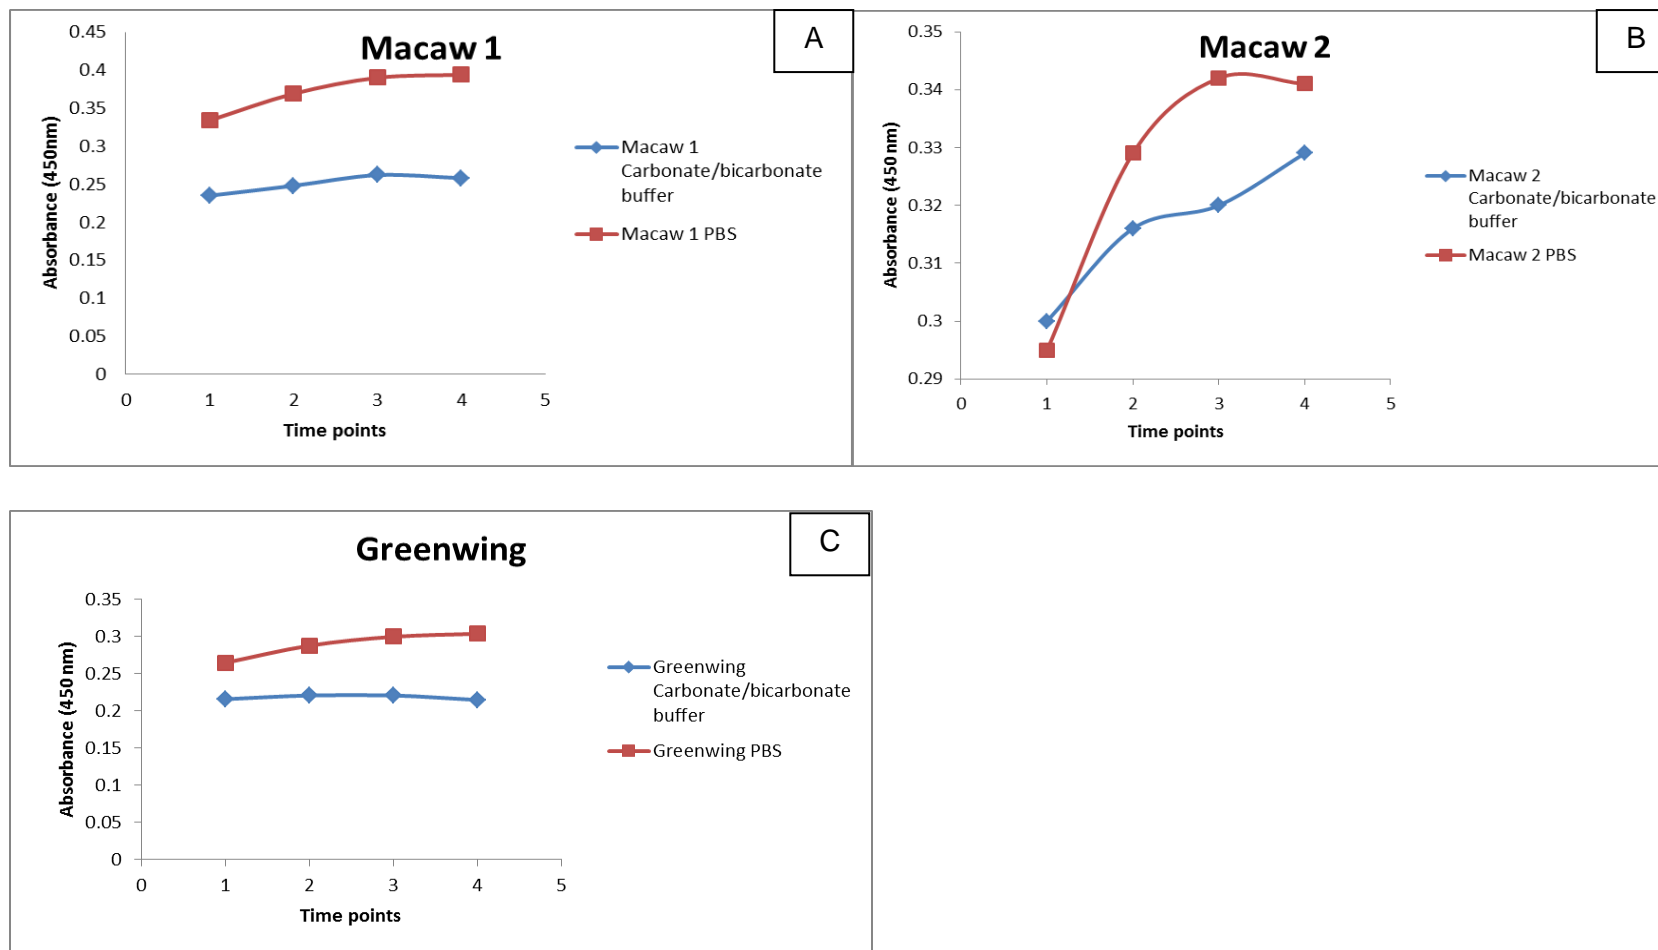 Macaw 1
A
0.45
0.4
0.35
0.3
0.25
0.2
0.15
0.1
0.05
0
Absorbance (450nm)
0 1 2 3 4 5
Time points
Macaw 1
Carbonate/bicarbonate
buffer
Macaw 1 PBS
Macaw 2
B
0.35
0.34
0.33
0.32
0.31
0.3
0.29
Absorbance (450 nm)
0 1 2 3 4 5
Time points
Macaw 2
Carbonate/bicarbonate
buffer
Macaw 2 PBS
Greenwing
C
0.35
0.3
0.25
0.2
0.15
0.1
0.05
0
Absorbance (450 nm)
0 1 2 3 4 5
Time points
Greenwing
Carbonate/bicarbonate
buffer
Greenwing PBS